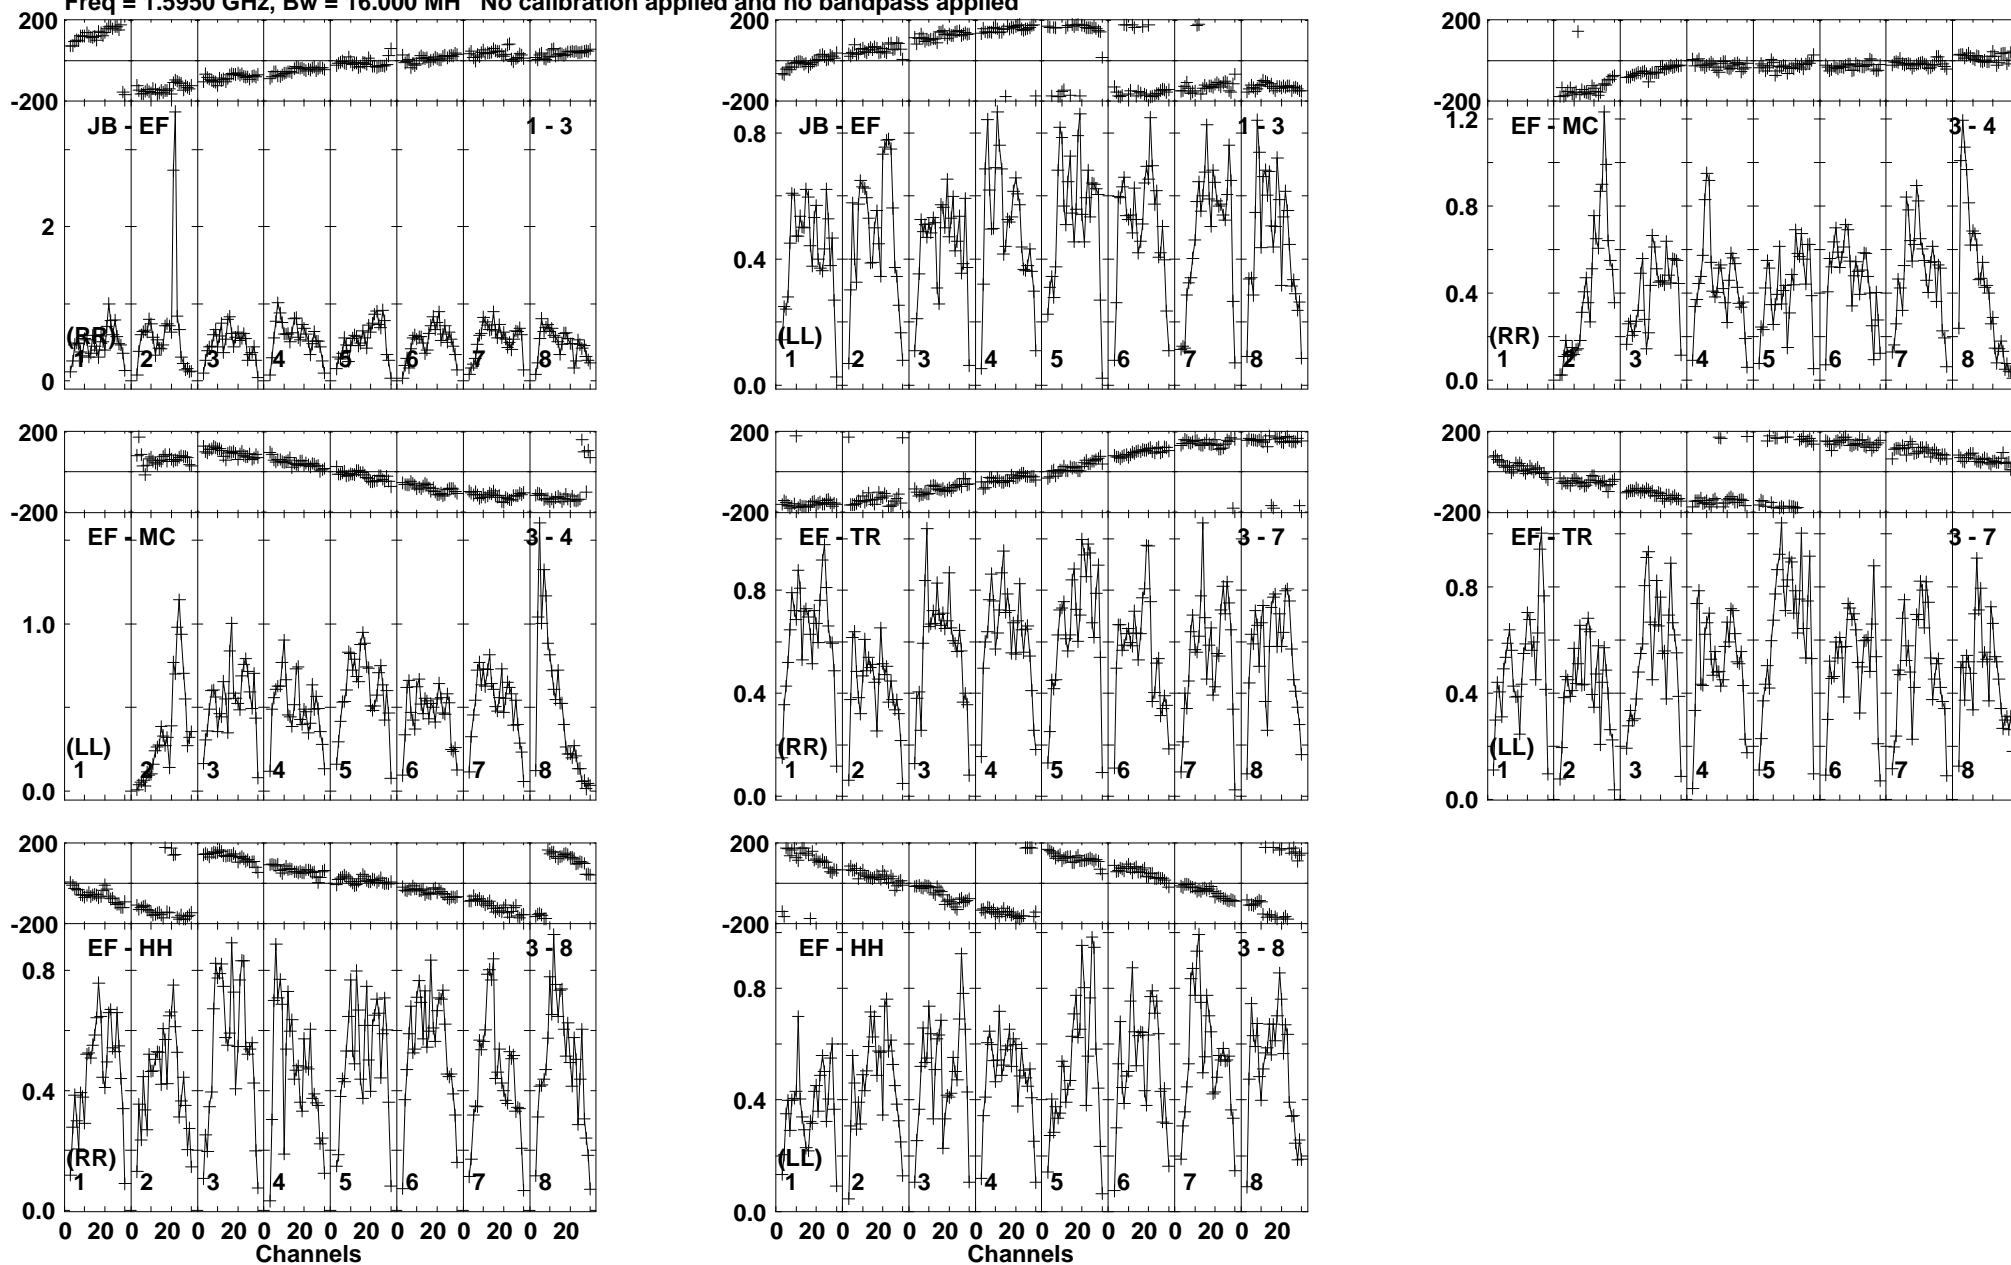 Freq = 1.5950 GHz, Bw = 16.000 MH No calibration applied and no bandpass applied
200 200 200
-200 -200 -200
JB - EF 1 - 3 JB - EF 1 - 3 EF - MC 3 - 4
1.2
0.8
0.8
2
0.4
0.4
(RR) (LL) (RR)
1 2 3 4 5 6 7 8 1 2 3 4 5 6 7 8 1 2 3 4 5 6 7 8
0 0.0 0.0
200 200 200
-200 -200 -200
EF - MC 3 - 4 EF - TR 3 - 7 EF - TR 3 - 7
1.0 0.8 0.8
0.4 0.4
(LL) (RR) (LL)
1 2 3 4 5 6 7 8 1 2 3 4 5 6 7 8 1 2 3 4 5 6 7 8
0.0 0.0 0.0
200 200
-200 -200
EF - HH 3 - 8 EF - HH 3 - 8
0.8 0.8
0.4 0.4
(RR) (LL)
1 2 3 4 5 6 7 8 1 2 3 4 5 6 7 8
0.0 0.0
0 20 0 20 0 20 0 20 0 20 0 20 0 20 0 20 0 20 0 20 0 20 0 20 0 20 0 20 0 20 0 20
Channels Channels